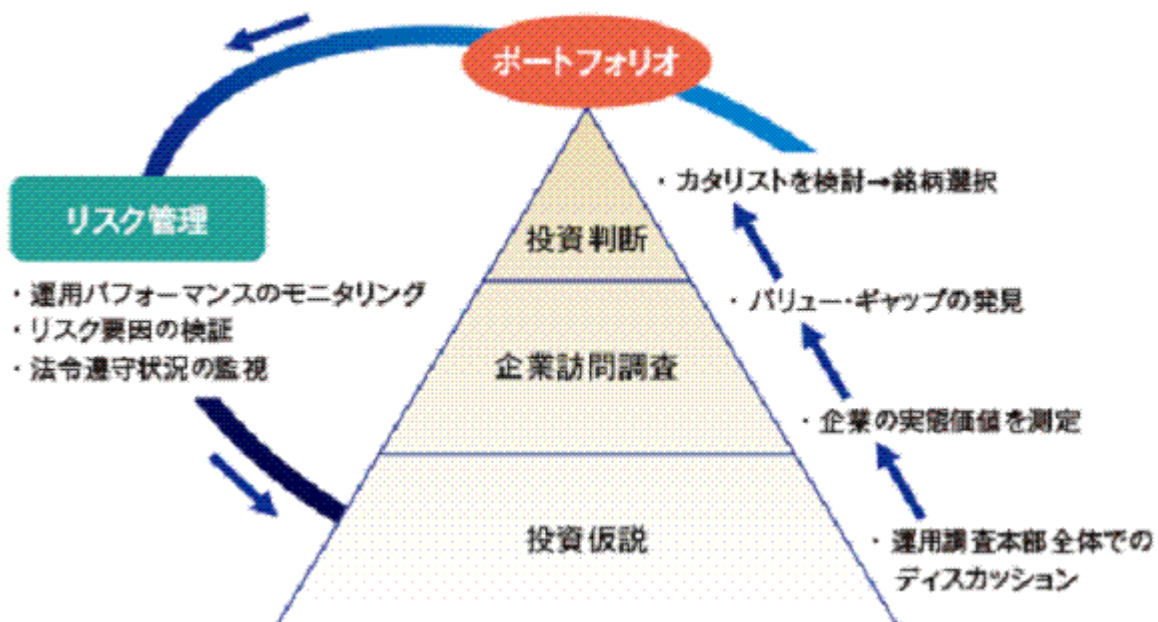 ポートフォリオ
リスク管理
・運用パフォーマンスのモニタリング
・リスク要因の検証
・法令遵守状況の監視
投資判断
企業訪問調査
投資仮説
・カタリストを検討→銘柄選択
・バリュー・ギャップの発見
・企業の実態価値を測定
・運用調査本部全体での
ディスカッション